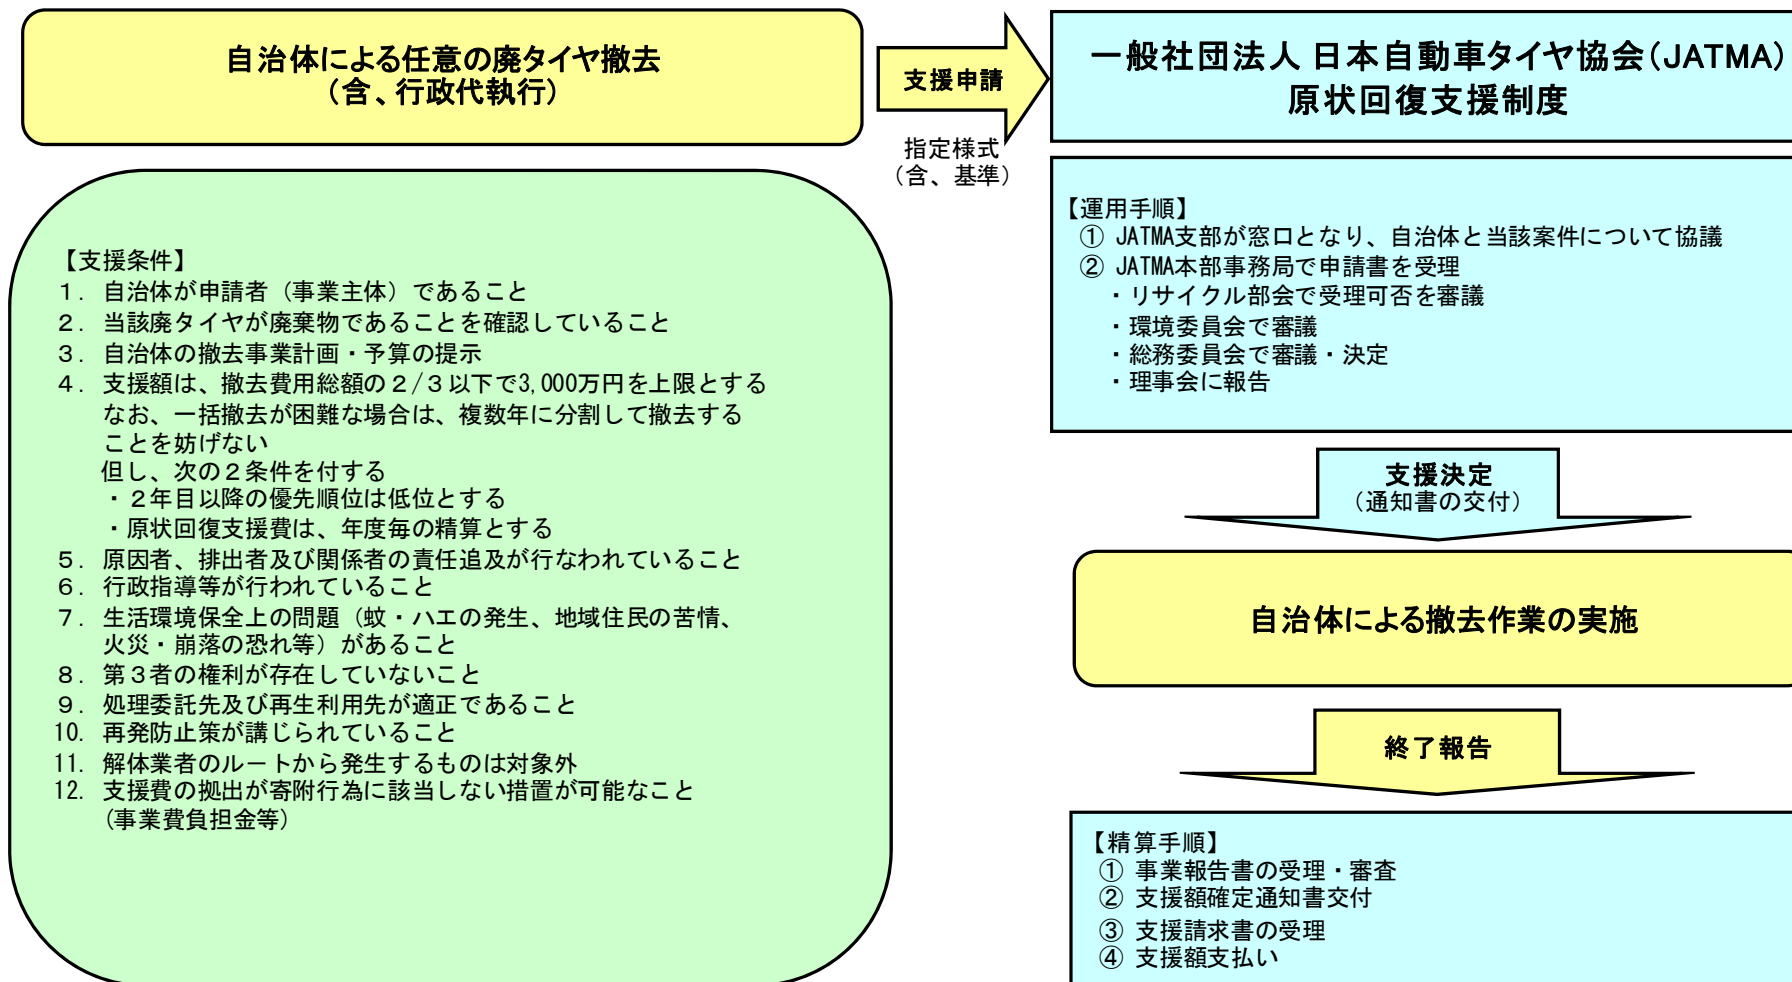 自治体による任意の廃タイヤ撤去
（含、行政代執行）
支援申請
指定様式
（含、基準）
一般社団法人 日本自動車タイヤ協会（JATMA）
原状回復支援制度
【支援条件】
１．自治体が申請者（事業主体）であること
２．当該廃タイヤが廃棄物であることを確認していること
３．自治体の撤去事業計画・予算の提示
４．支援額は、撤去費用総額の２/３以下で3,000万円を上限とする
なお、一括撤去が困難な場合は、複数年に分割して撤去する
ことを妨げない
但し、次の２条件を付する
・２年目以降の優先順位は低位とする
・原状回復支援費は、年度毎の精算とする
５．原因者、排出者及び関係者の責任追及が行なわれていること
６．行政指導等が行われていること
７．生活環境保全上の問題（蚊・ハエの発生、地域住民の苦情、
火災・崩落の恐れ等）があること
８．第３者の権利が存在していないこと
９．処理委託先及び再生利用先が適正であること
10．再発防止策が講じられていること
11．解体業者のルートから発生するものは対象外
12．支援費の拠出が寄附行為に該当しない措置が可能なこと
（事業費負担金等）
【運用手順】
① JATMA支部が窓口となり、自治体と当該案件について協議
② JATMA本部事務局で申請書を受理
・リサイクル部会で受理可否を審議
・環境委員会で審議
・総務委員会で審議・決定
・理事会に報告
支援決定
（通知書の交付）
自治体による撤去作業の実施
終了報告
【精算手順】
① 事業報告書の受理・審査
② 支援額確定通知書交付
③ 支援請求書の受理
④ 支援額支払い